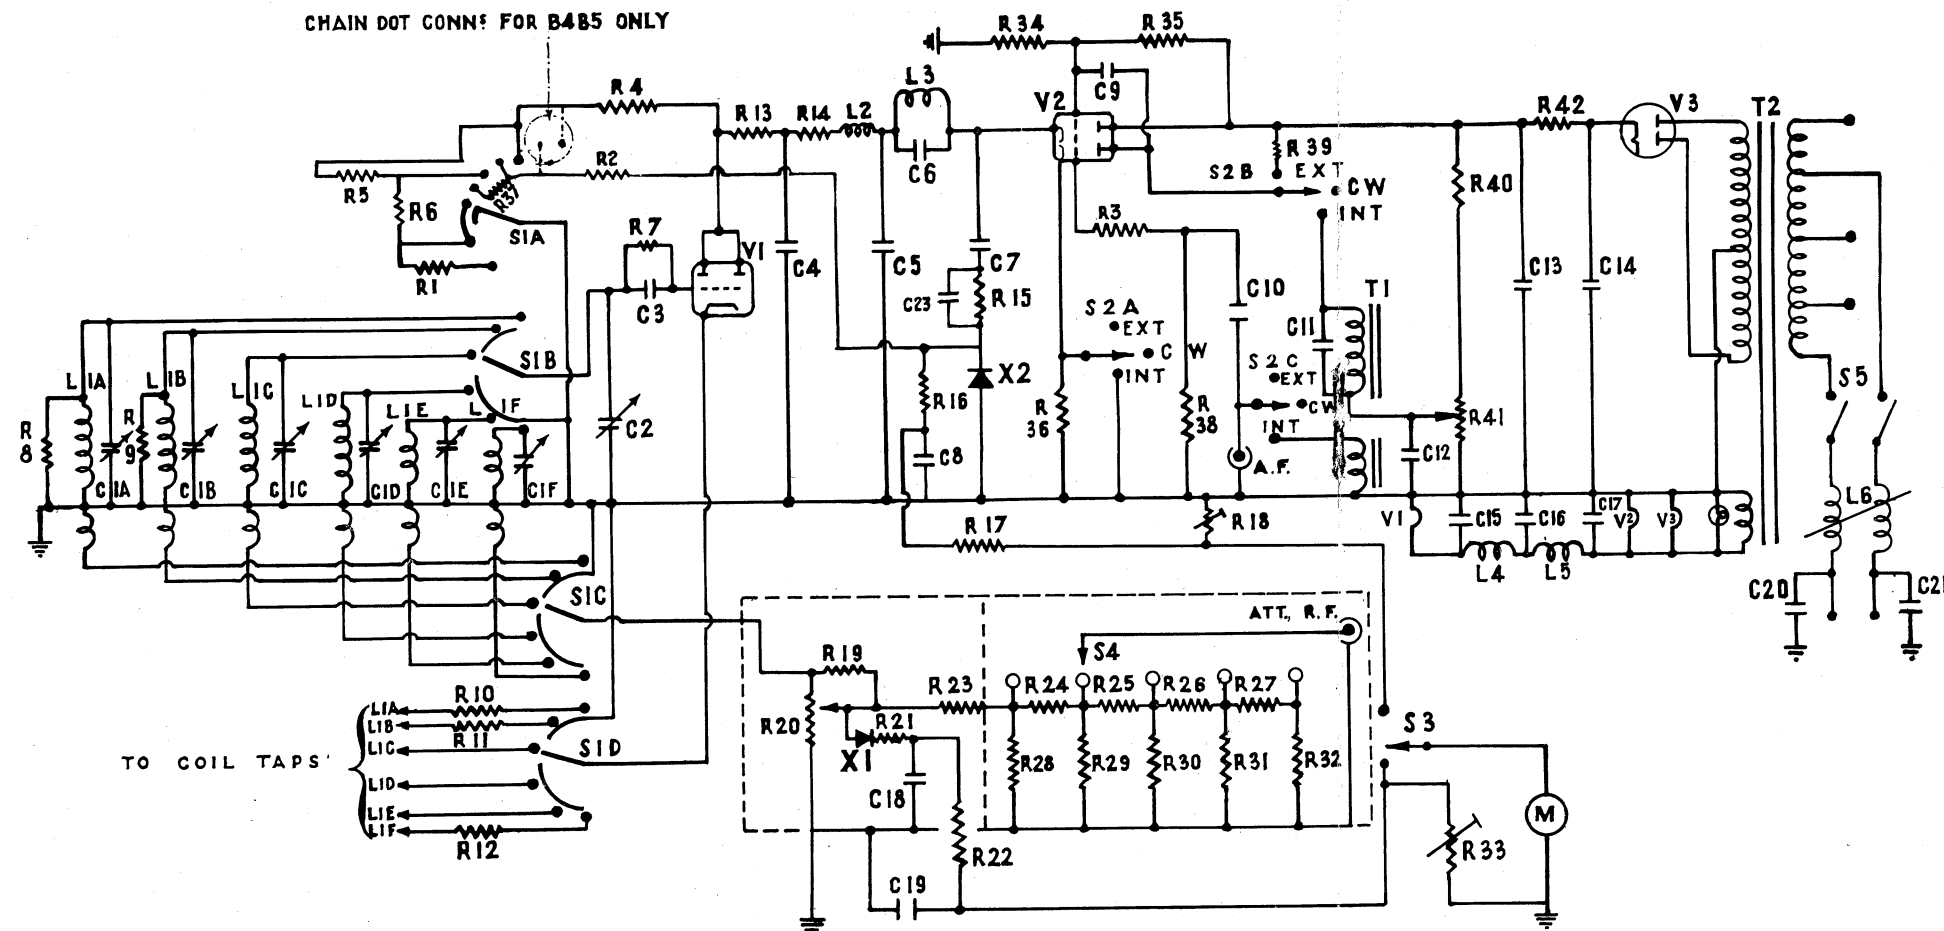 CHAIN DOT CONNS FOR B4B5 ONLY
R34
R35
L3
C9
R4
R13
R14
L2
V2
R42
V3
T2
C6
R39
S2B
EXT
CW
INT
R5
R2
R37
R6
S1A
R3
R40
R7
V1
C4
C5
C7
R1
C3
C23
R15
S2A
EXT
C W
INT
C10
C11
T1
C13
C14
S1B
X2
S2C
EXT
CW
INT
S5
L1A
L1B
L1C
L1D
L1E
L1F
C2
R16
R36
R38
R41
R8
R9
C8
A.F.
C12
C1A
C1B
C1C
C1D
C1E
C1F
R17
R18
V1
C15
C16
C17
V2
V3
L6
L4
L5
S1C
ATT., R.F.
C20
C21
R19
S4
R23
R24
R25
R26
R27
L1A
R10
L1B
R11
L1C
S1D
R20
R21
X1
R28
R29
R30
R31
R32
S3
TO COIL TAPS
L1D
L1E
L1F
R12
C18
R22
C19
R33
M